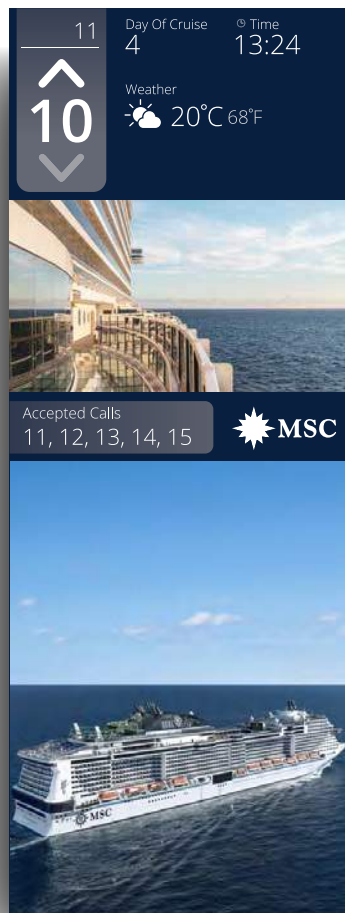 11
10
Day Of Cruise
4
Time
13:24
Weather
20°C 68°F
Accepted Calls
11, 12, 13, 14, 15
MSC
MSC